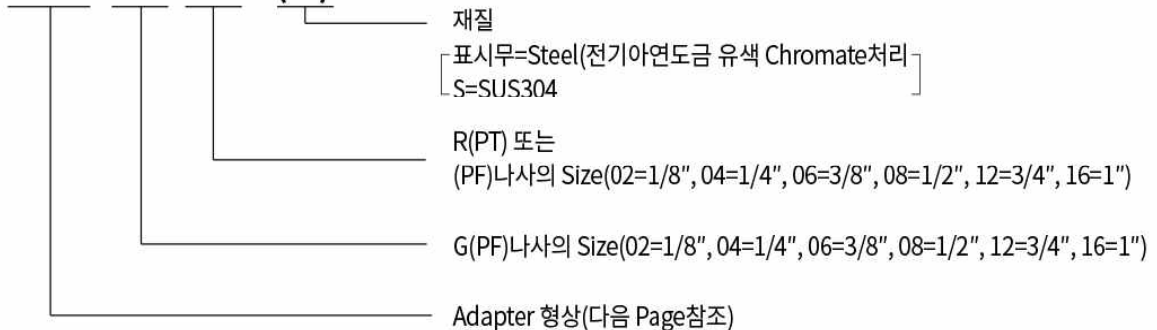 재질
표시무=Steel(전기아연도금 유색 Chromate처리
S=SUS304
R(PT) 또는
(PF)나사의 Size(02=1/8", 04=1/4", 06=3/8", 08=1/2", 12=3/4", 16=1")
G(PF)나사의 Size(02=1/8", 04=1/4", 06=3/8", 08=1/2", 12=3/4", 16=1")
Adapter 형상(다음 Page참조)